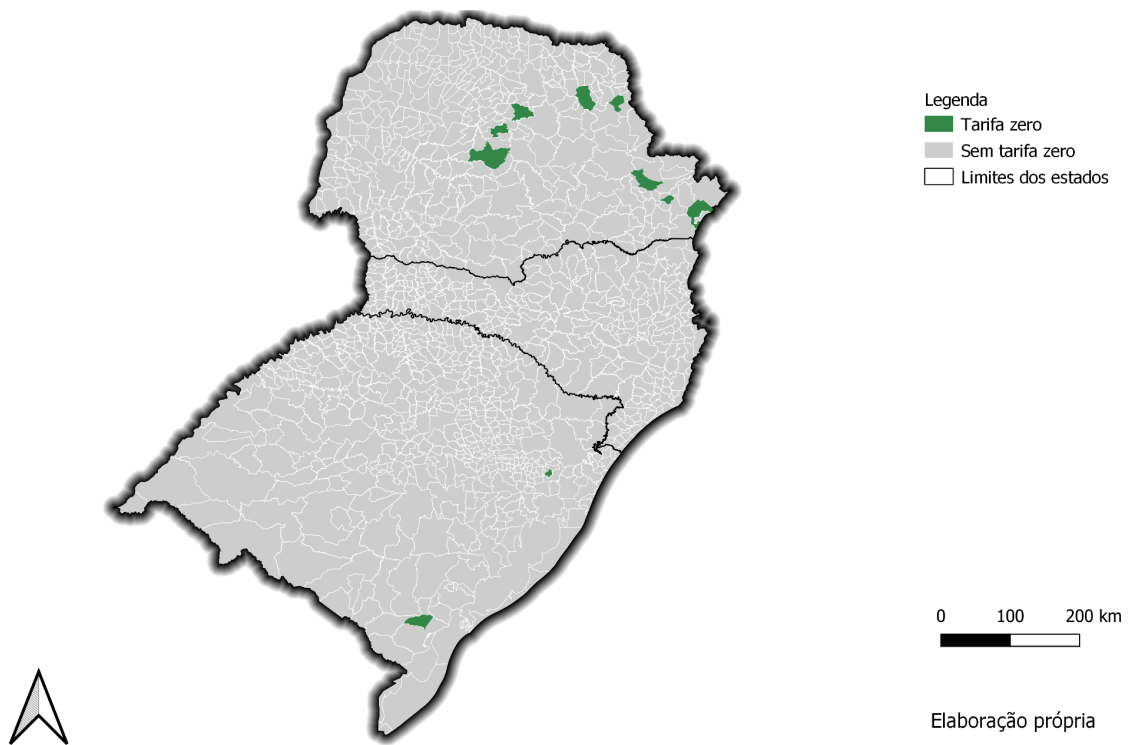 Legenda
Tarifa zero
Sem tarifa zero
Limites dos estados
0 100 200 km
Elaboração própria